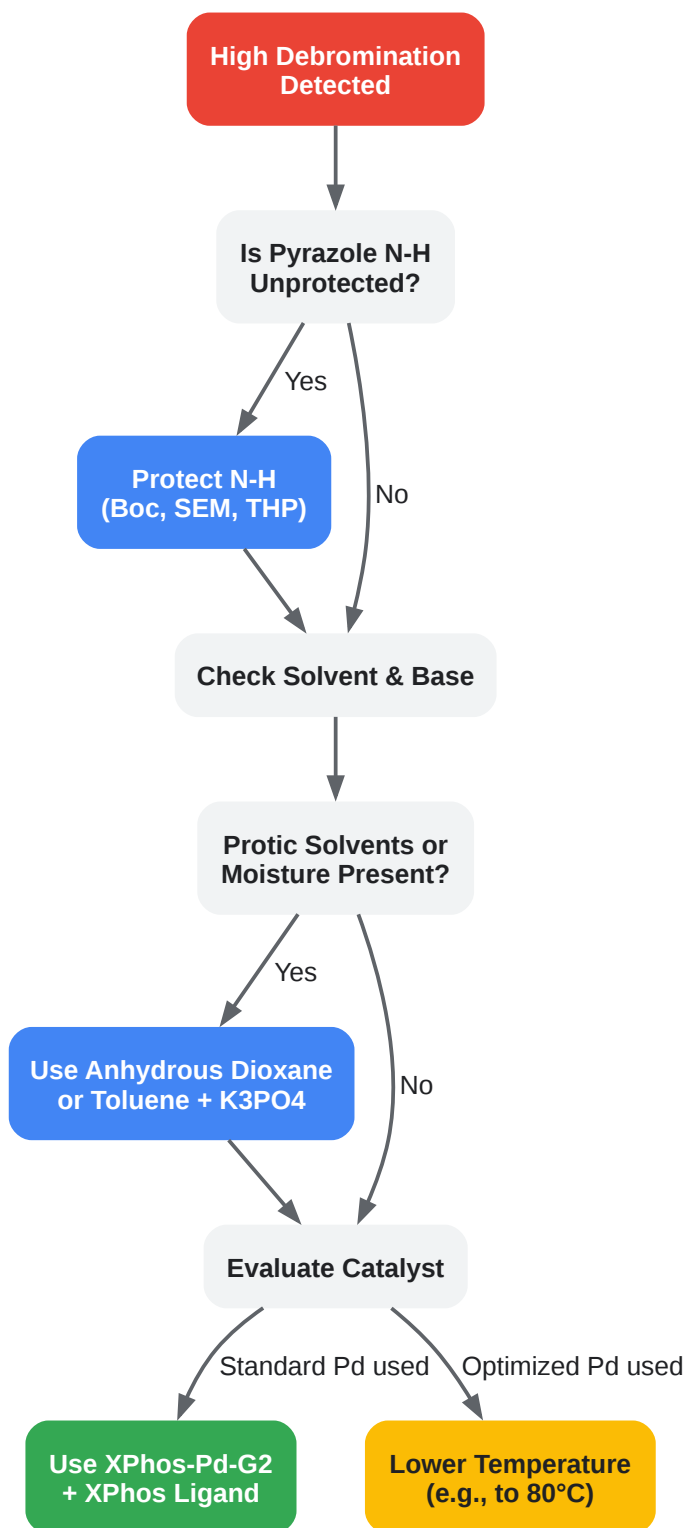 High Debromination
Detected
Is Pyrazole N-H
Unprotected?
Yes
Protect N-H
(Boc, SEM, THP)
No
Check Solvent & Base
Protic Solvents or
Moisture Present?
Yes
Use Anhydrous Dioxane
or Toluene + K3PO4
No
Evaluate Catalyst
Standard Pd used
Optimized Pd used
Use XPhos-Pd-G2
+ XPhos Ligand
Lower Temperature
(e.g., to 80°C)